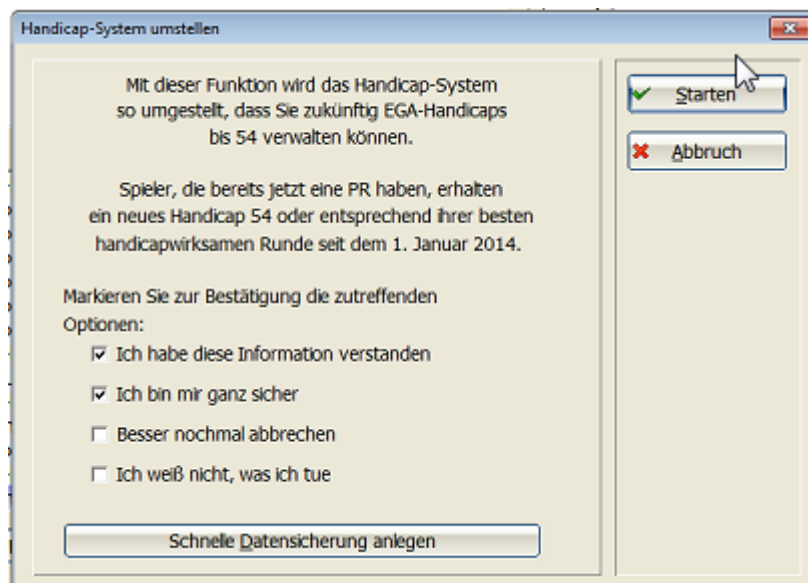 Handicap-System umstellen
Mit dieser Funktion wird das Handicap-System
so umgestellt, dass Sie zukünftig EGA-Handicaps
bis 54 verwalten können.
Spieler, die bereits jetzt eine PR haben, erhalten
ein neues Handicap 54 oder entsprechend ihrer besten
handicapwirksamen Runde seit dem 1. Januar 2014.
Markieren Sie zur Bestätigung die zutreffenden
Optionen:
Ich habe diese Information verstanden
Ich bin mir ganz sicher
Besser nochmal abbrechen
Ich weiß nicht, was ich tue
Schnelle Datensicherung anlegen
Starten
Abbruch